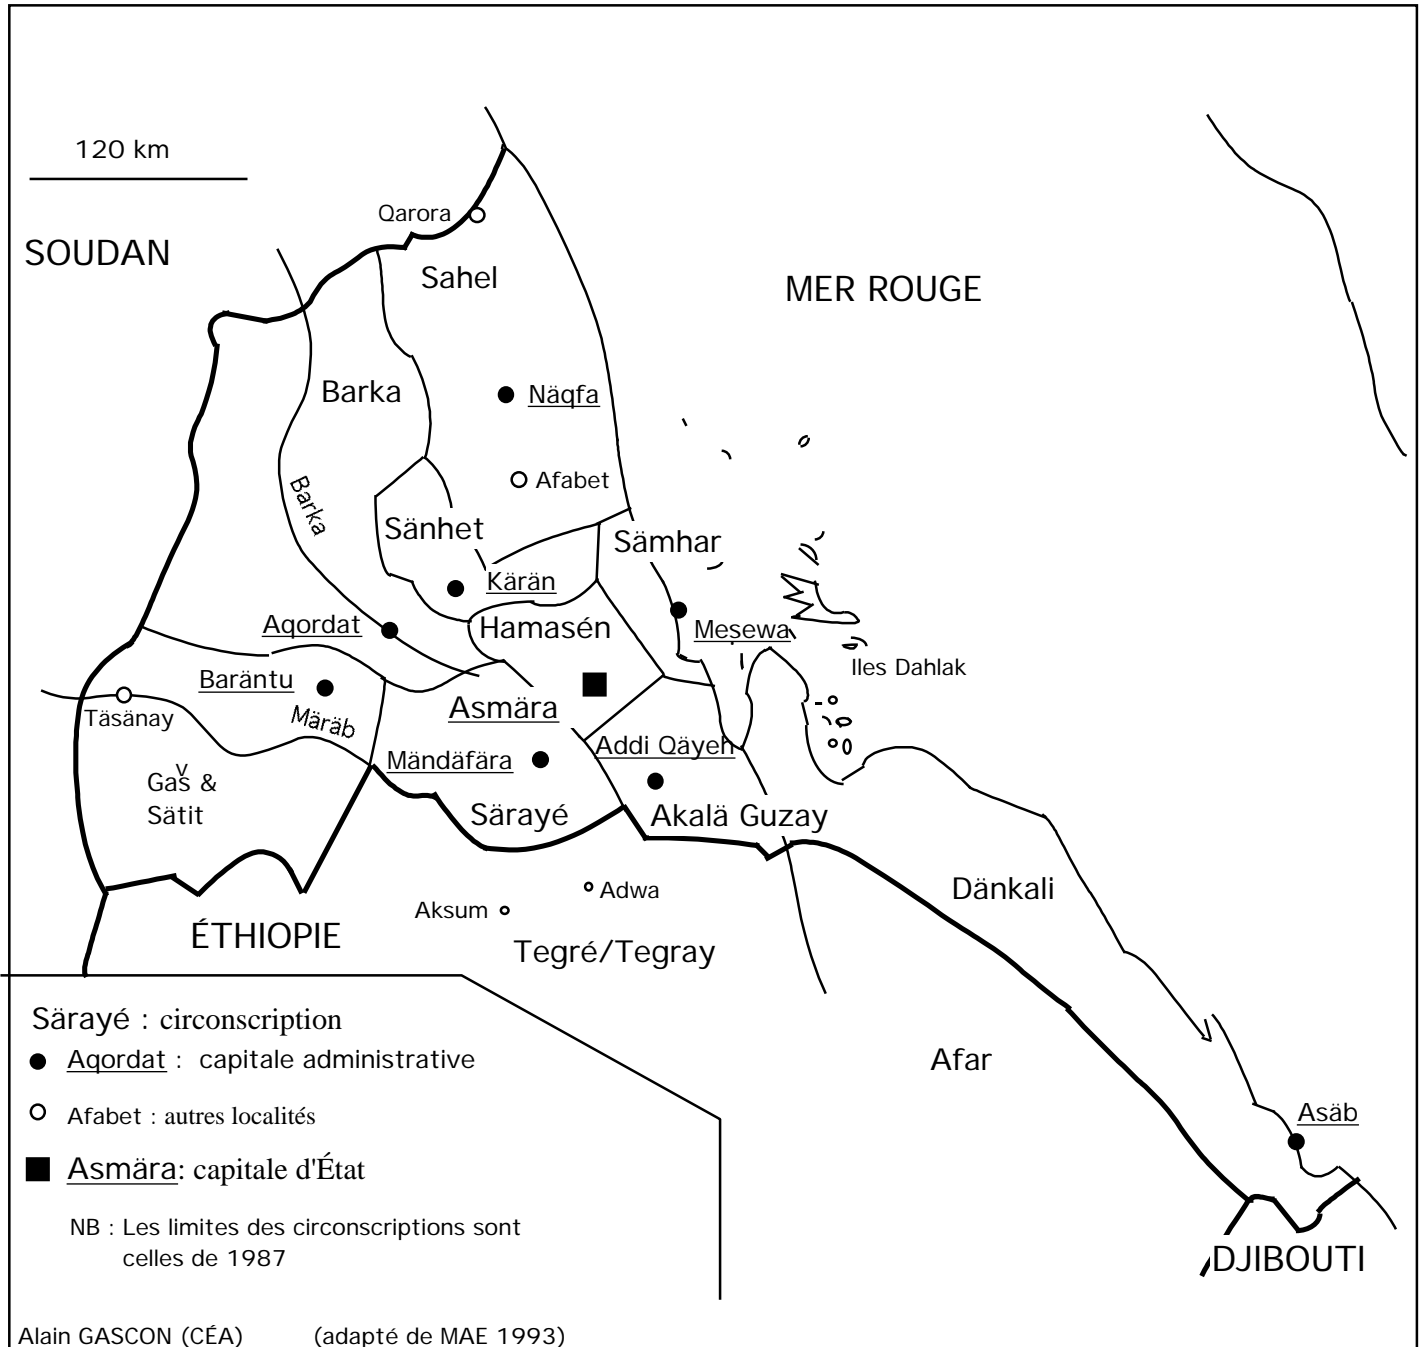 120 km
Qarora
SOUDAN
Sahel
MER ROUGE
Barka
Näqfa
Afabet
Barka
Sänhet
Sämhar
Kärän
Aqordat
Hamasén
Mesewa
Iles Dahlak
Baräntu
Täsänay
Märäb
Asmära
Addi Qäyeh
Mändäfära
Gaš &
Sätit
Särayé
Akalä Guzay
Dänkali
Adwa
Aksum
ÉTHIOPIE
Tegré/Tegray
Afar
Asäb
DJIBOUTI
Särayé : circonscription
Aqordat : capitale administrative
Afabet : autres localités
Asmära: capitale d'État
NB : Les limites des circonscriptions sont
celles de 1987
Alain GASCON (CÉA) (adapté de MAE 1993)